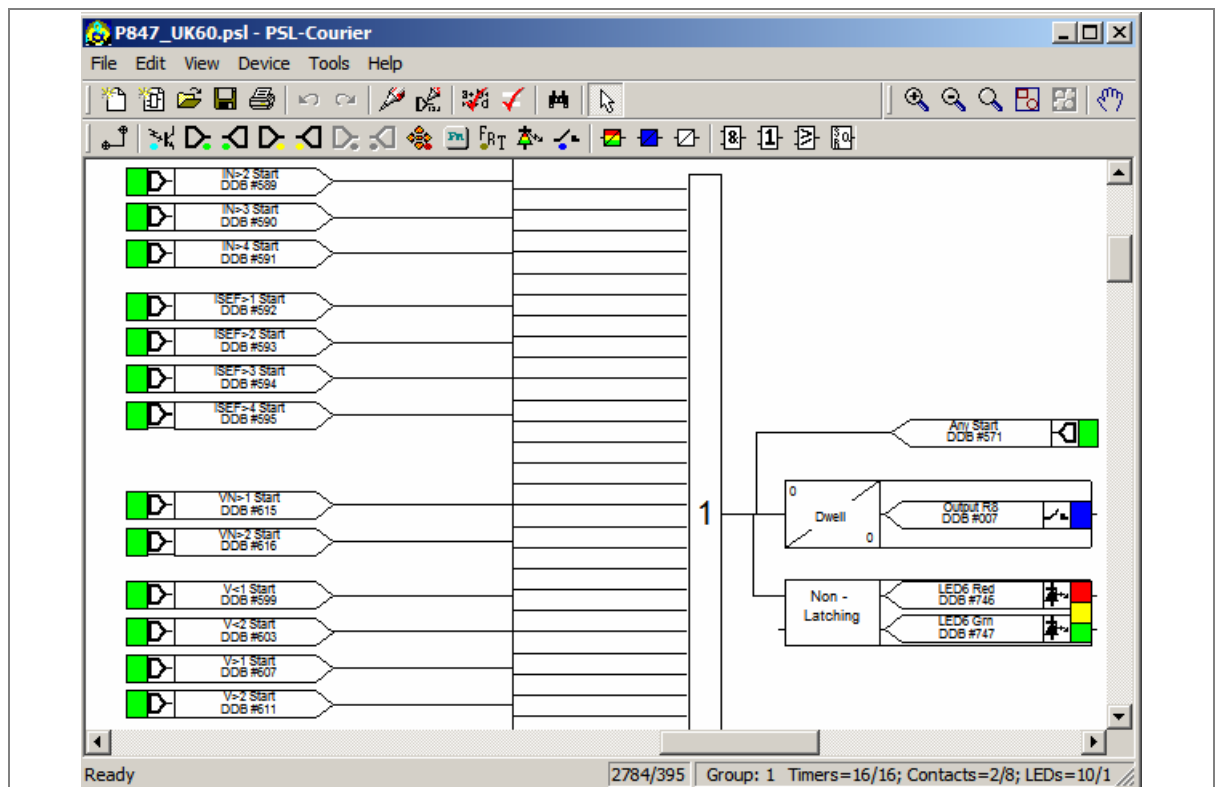 P847_UK60.psl - PSL-Courier
File Edit View Device Tools Help
IN>2 Start
DDB #589
IN>3 Start
DDB #590
IN>4 Start
DDB #591
ISEF>1 Start
DDB #592
ISEF>2 Start
DDB #593
ISEF>3 Start
DDB #594
ISEF>4 Start
DDB #595
VN>1 Start
DDB #615
VN>2 Start
DDB #616
V<1 Start
DDB #599
V<2 Start
DDB #603
V>1 Start
DDB #607
V>2 Start
DDB #611
1
Any Start
DDB #571
0
Dwell
0
Output R8
DDB #007
Non -
Latching
LED6 Red
DDB #746
LED6 Grn
DDB #747
Ready
2784/395
Group: 1 Timers=16/16; Contacts=2/8; LEDs=10/1